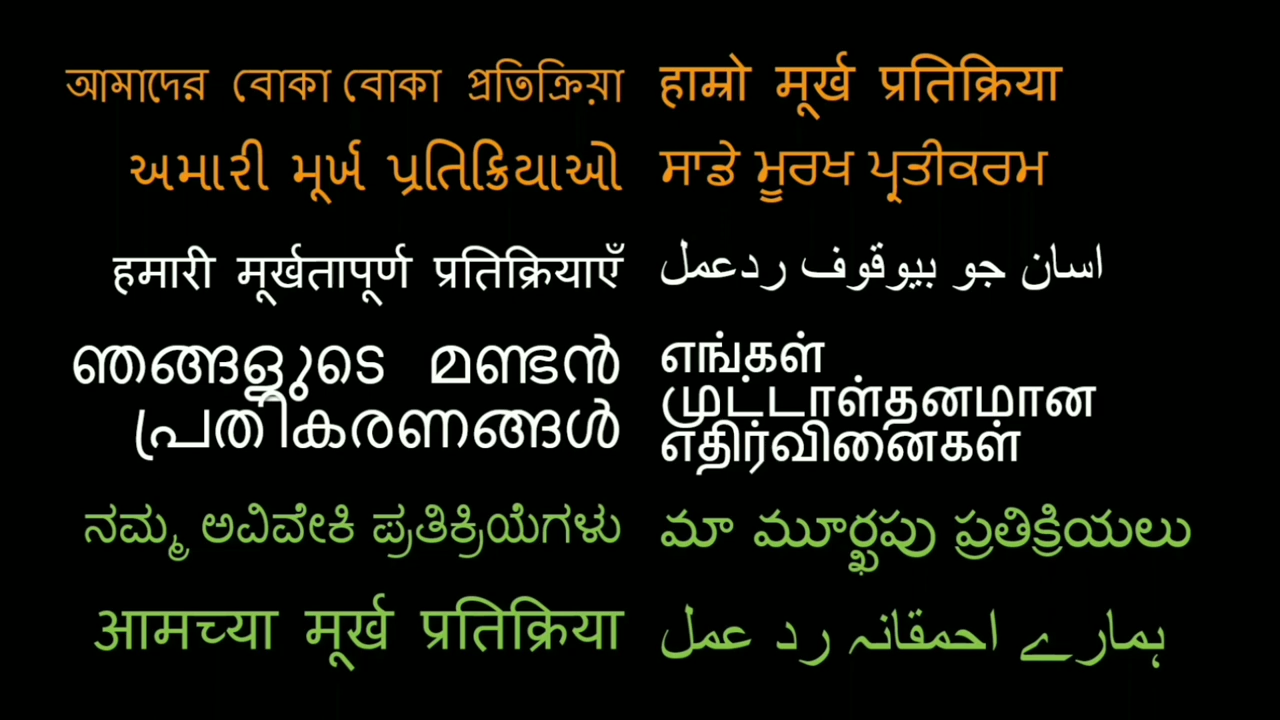 আমাদের বোকা বোকা প্রতিক্রিয়া
हाम्रो मूर्ख प्रतिक्रिया
અમારી મૂર્ખ પ્રતિક્રિયાઓ
ਸਾਡੇ ਮੂਰਖ ਪ੍ਰਤੀਕਰਮ
हमारी मूर्खतापूर्ण प्रतिक्रियाएँ
اسان جو بيوقوف ردعمل
ഞങ്ങളുടെ മണ്ടൻ
പ്രതികരണങ്ങൾ
எங்கள்
முட்டாள்தனமான
எதிர்வினைகள்
ನಮ್ಮ ಅವಿವೇಕಿ ಪ್ರತಿಕ್ರಿಯೆಗಳು
మా మూర్ఖపు ప్రతిక్రియలు
आमच्या मूर्ख प्रतिक्रिया
ہمارے احمقانہ رد عمل